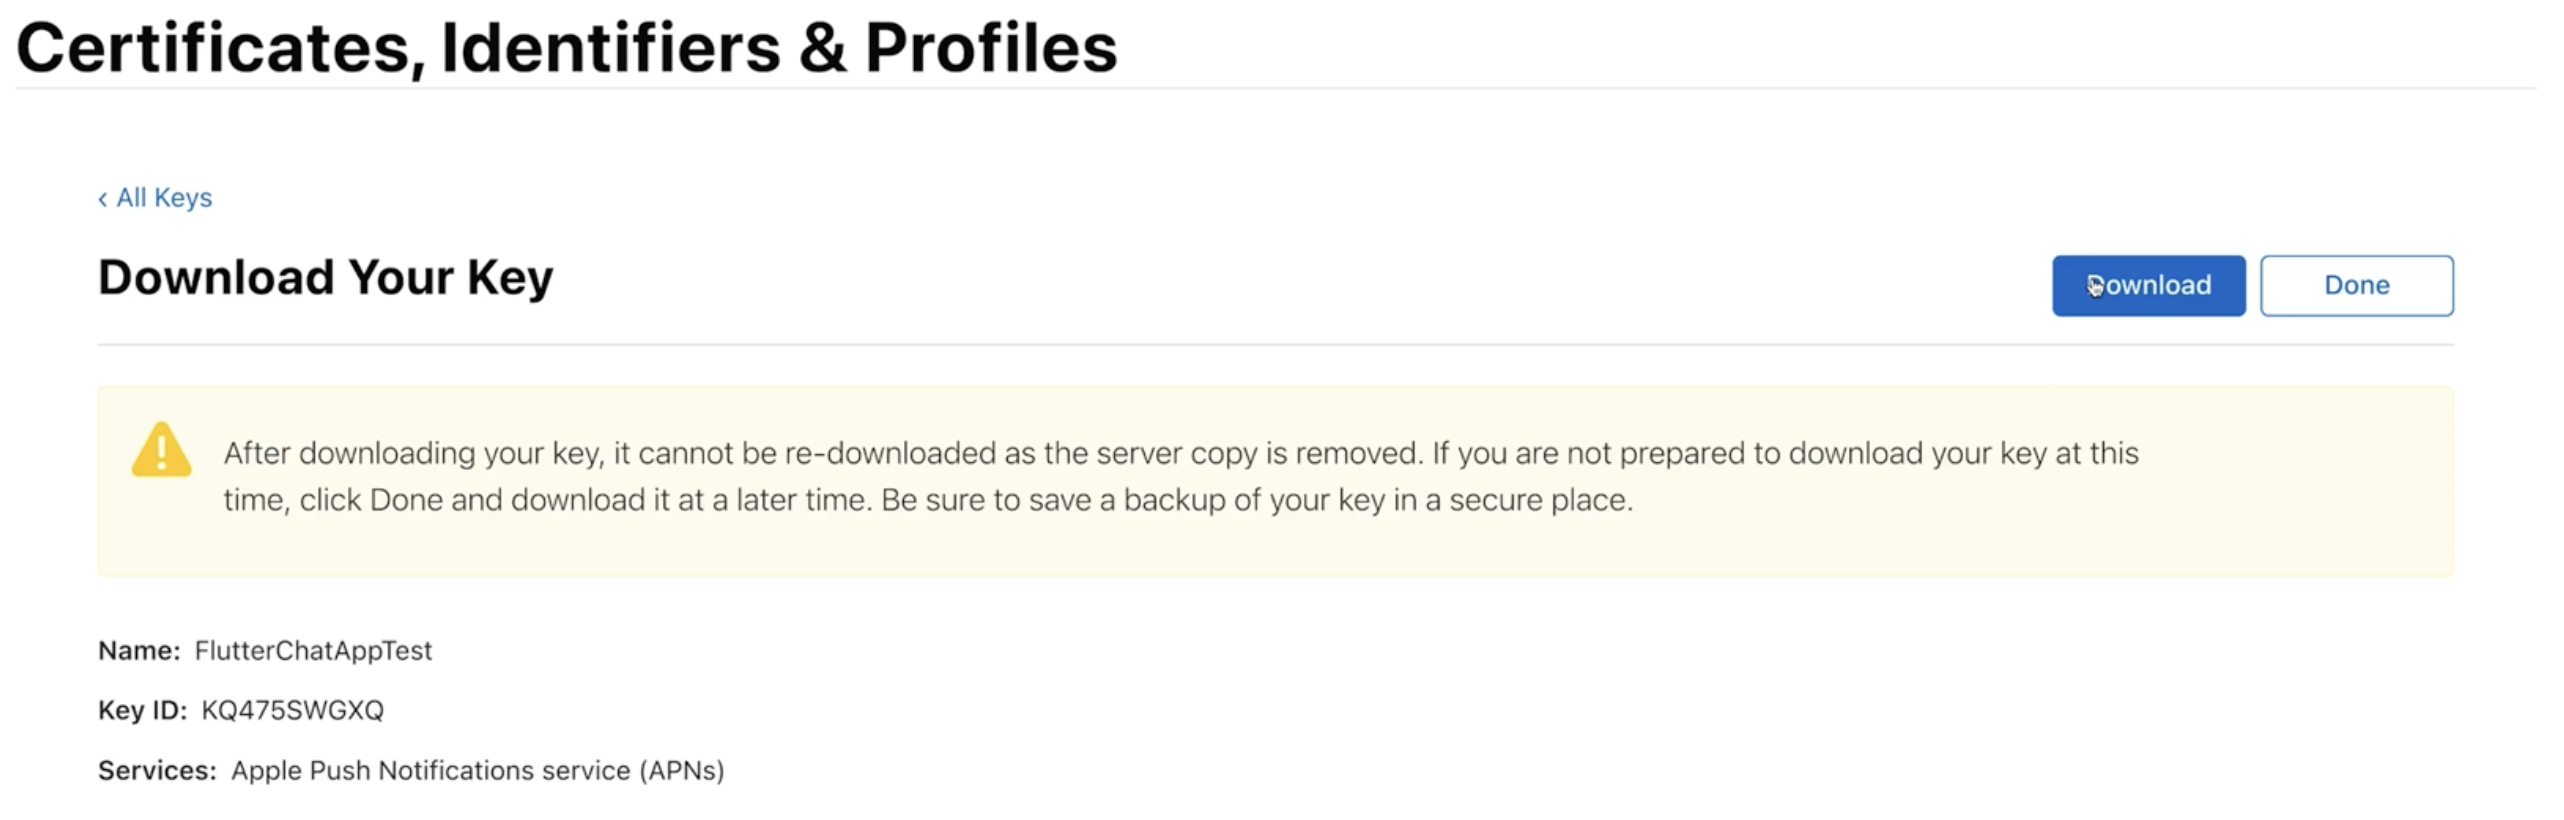 Certificates, Identifiers & Profiles
‹ All Keys
Download Your Key
Download
Done
After downloading your key, it cannot be re-downloaded as the server copy is removed. If you are not prepared to download your key at this
time, click Done and download it at a later time. Be sure to save a backup of your key in a secure place.
Name: FlutterChatAppTest
Key ID: KQ475SWGXQ
Services: Apple Push Notifications service (APNs)